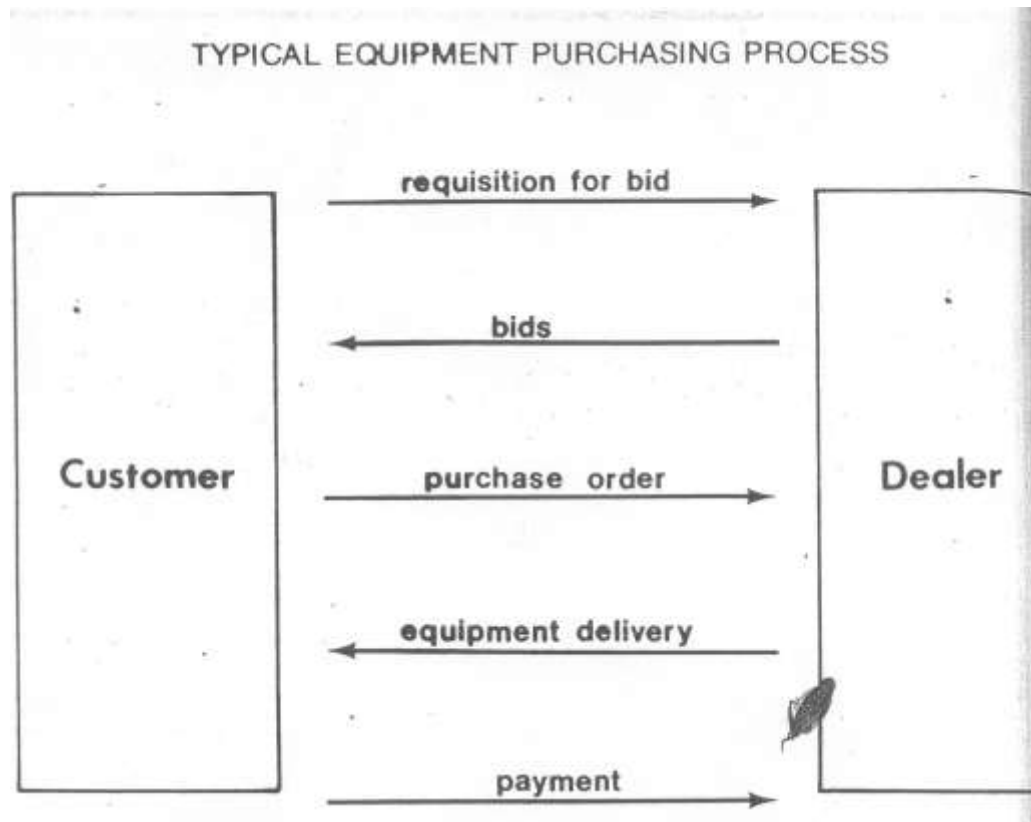 TYPICAL EQUIPMENT PURCHASING PROCESS
requisition for bid
bids
Customer
purchase order
Dealer
equipment delivery
payment